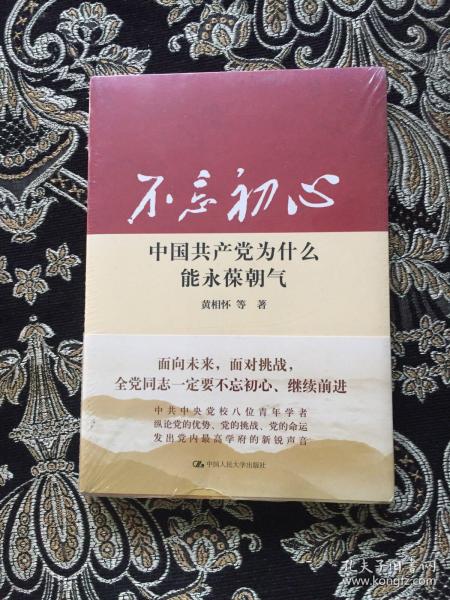 不忘初心
中国共产党为什么
能永葆朝气
黄相怀 等 著
面向未来，面对挑战，
全党同志一定要不忘初心、继续前进
中共中央党校八位青年学者
纵论党的优势、党的挑战、党的命运
发出党内最高学府的新锐声音
中国人民大学出版社
孔夫子旧书网
www.kongfz.com